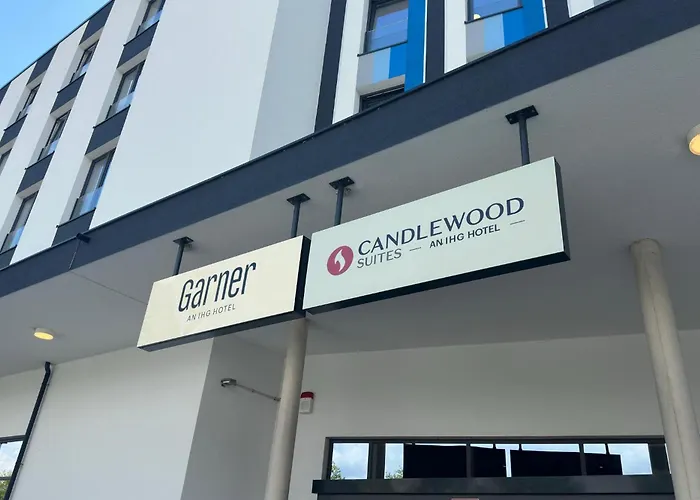 Garner
AN IHG HOTEL
CANDLEWOOD
SUITES — AN IHG HOTEL —